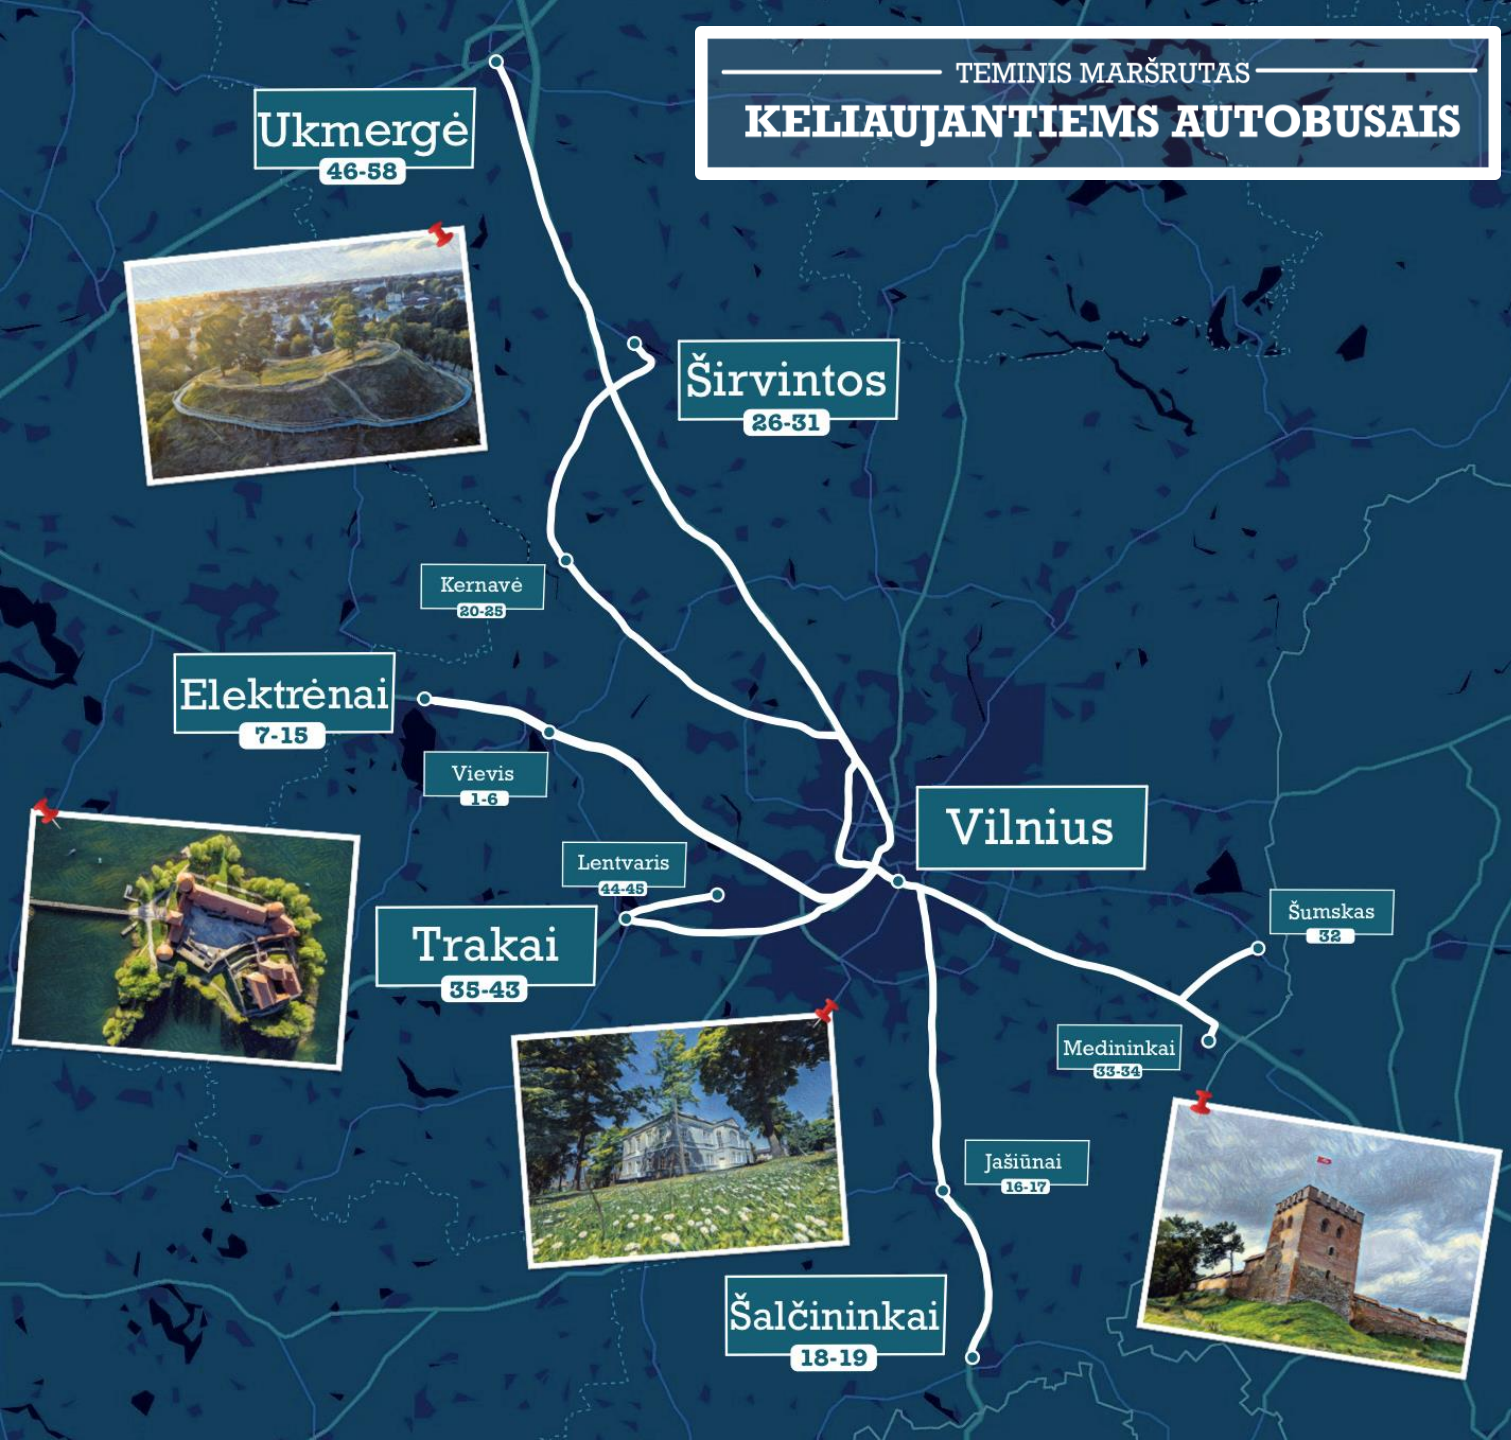 TEMINIS MARŠRUTAS
KELIAUJANTIEMS AUTOBUSAIS
Ukmergė
46-58
Širvintos
26-31
Kernavė
20-25
Elektrėnai
7-15
Vievis
1-6
Vilnius
Lentvaris
44-45
Trakai
35-43
Šumskas
32
Medininkai
33-34
Jašiūnai
16-17
Šalčininkai
18-19